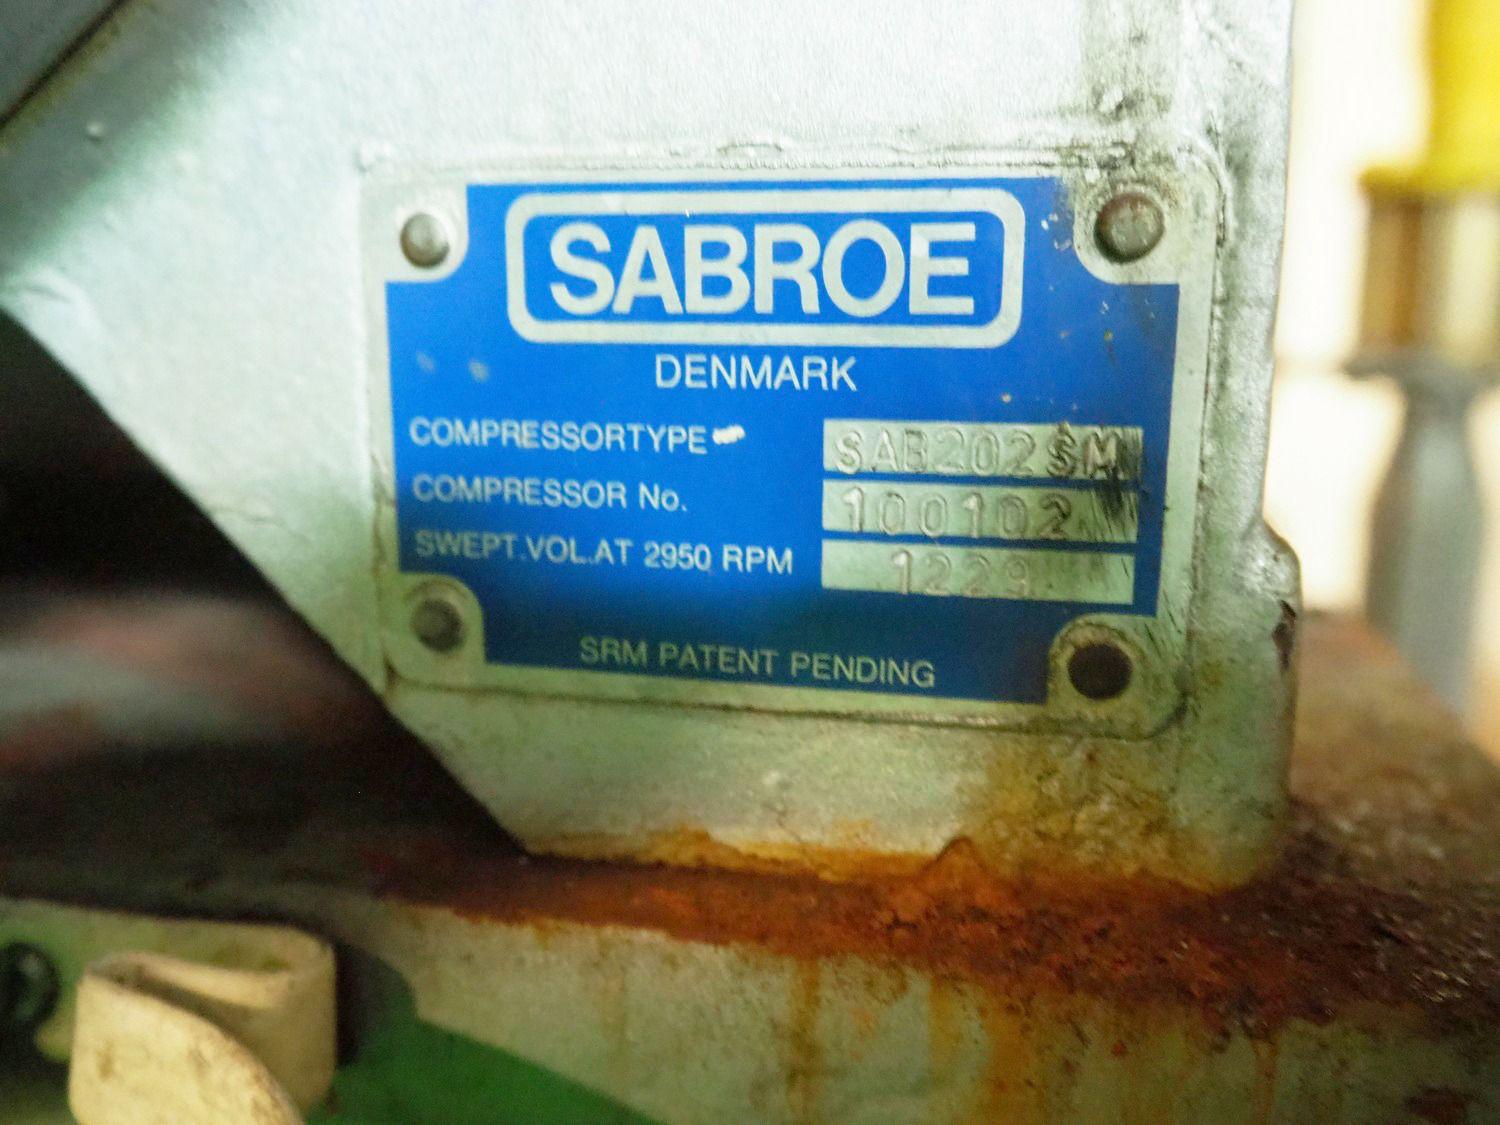 SABROE
DENMARK
COMPRESSORTYPE SAB202SM
COMPRESSOR No. 100102
SWEPT.VOL.AT 2950 RPM 1229
SRM PATENT PENDING